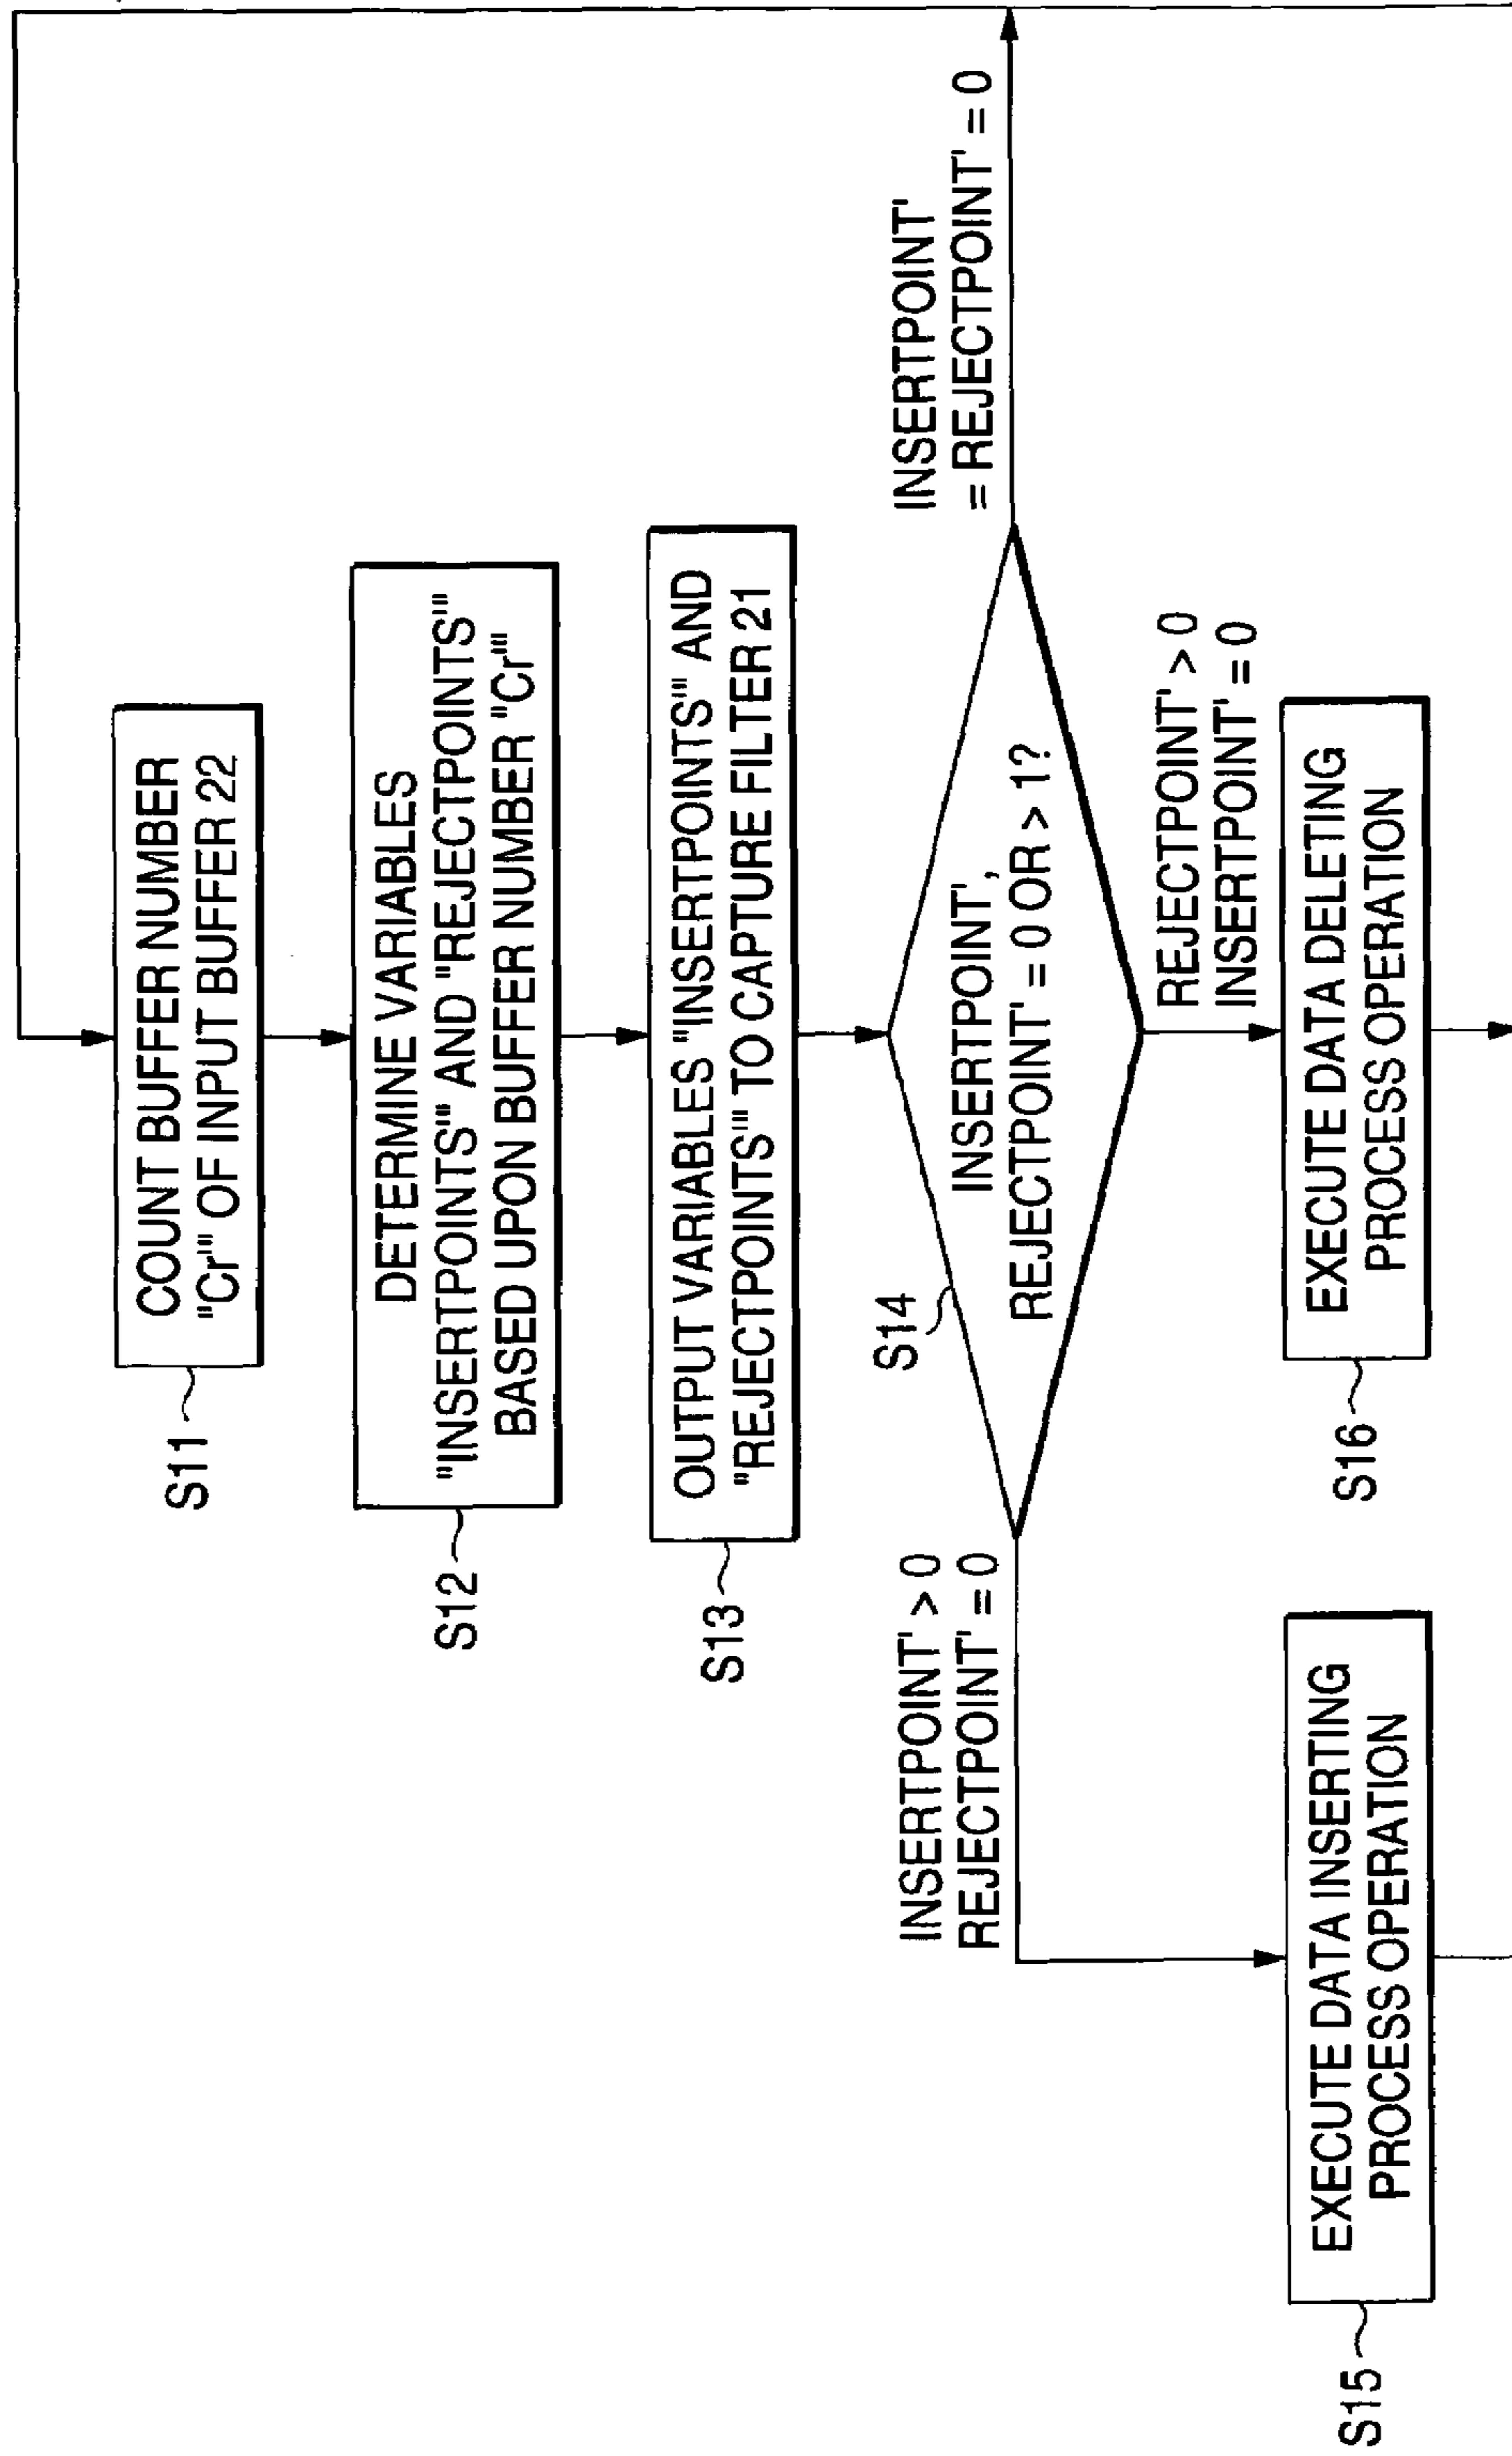 S11
COUNT BUFFER NUMBER
"Cr'" OF INPUT BUFFER 22
S12
DETERMINE VARIABLES
"INSERTPOINTS'" AND "REJECTPOINTS'"
BASED UPON BUFFER NUMBER "Cr'"
S13
OUTPUT VARIABLES "INSERTPOINTS'" AND
"REJECTPOINTS'" TO CAPTURE FILTER 21
S14
INSERTPOINT',
REJECTPOINT' = 0 OR > 1?
INSERTPOINT'
= REJECTPOINT' = 0
INSERTPOINT' > 0
REJECTPOINT' = 0
REJECTPOINT' > 0
INSERTPOINT' = 0
S15
EXECUTE DATA INSERTING
PROCESS OPERATION
S16
EXECUTE DATA DELETING
PROCESS OPERATION